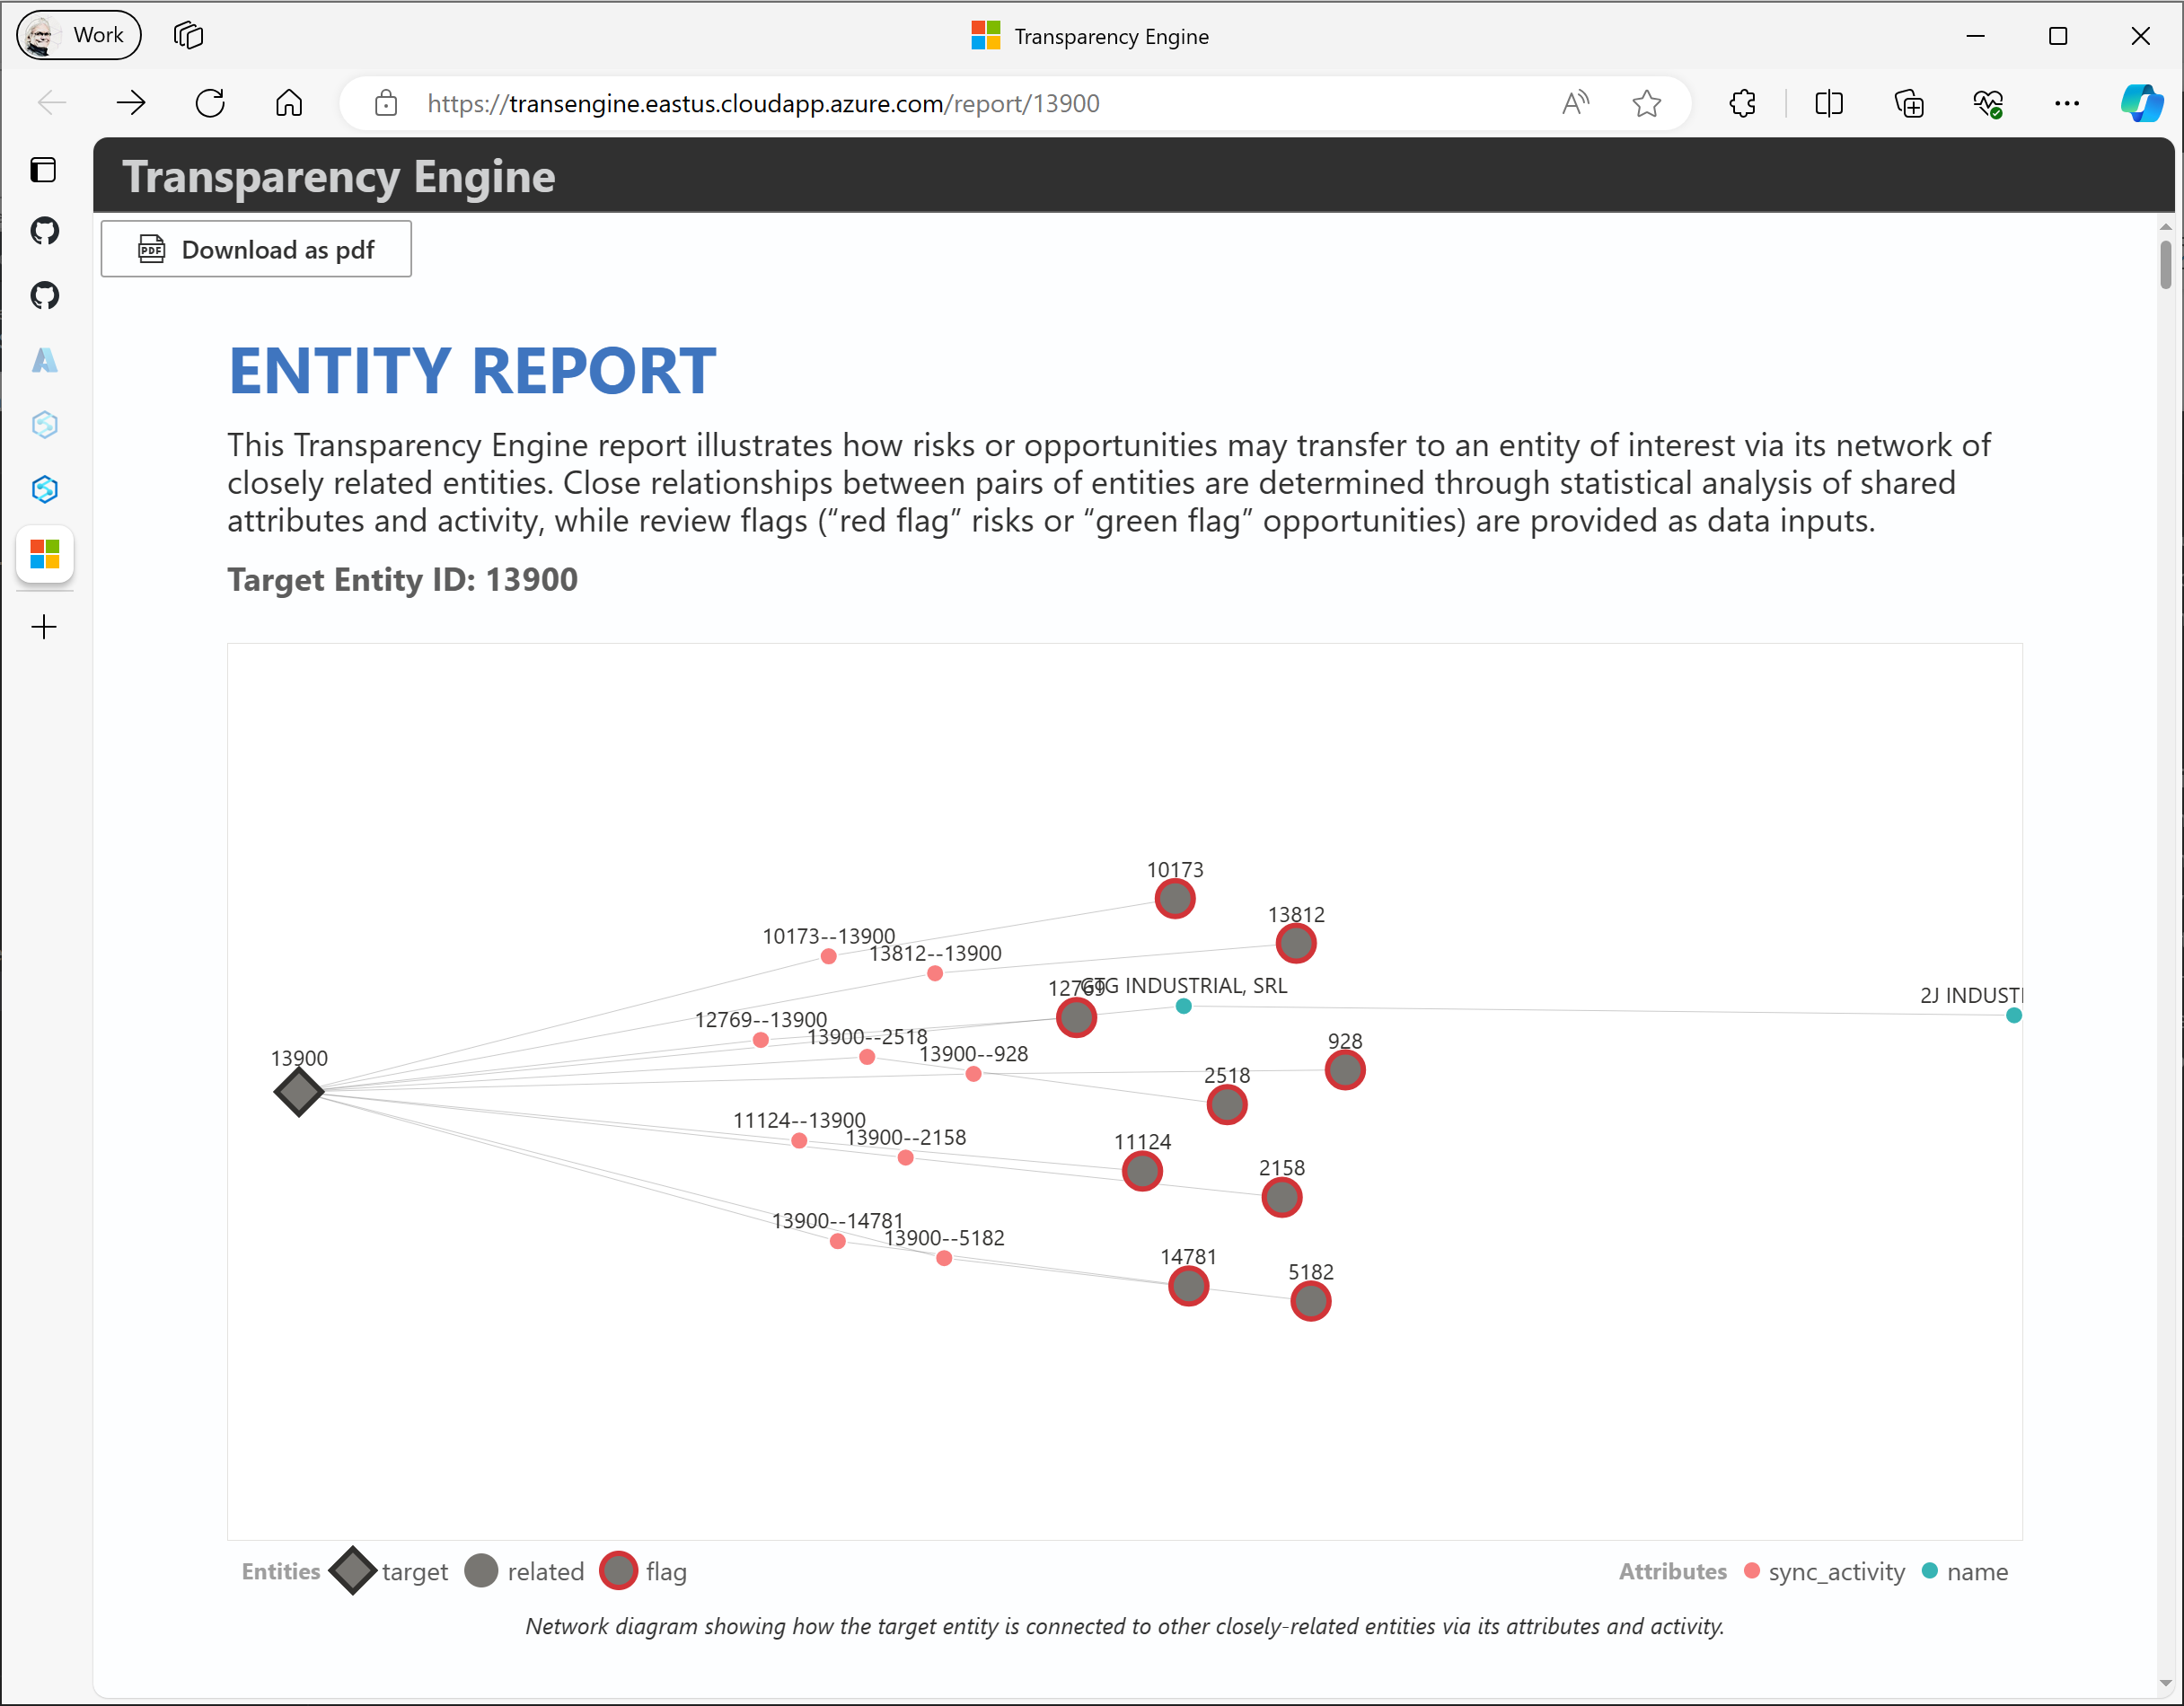 Work
Transparency Engine
https://transengine.eastus.cloudapp.azure.com/report/13900
Transparency Engine
PDF Download as pdf
ENTITY REPORT
This Transparency Engine report illustrates how risks or opportunities may transfer to an entity of interest via its network of
closely related entities. Close relationships between pairs of entities are determined through statistical analysis of shared
attributes and activity, while review flags (“red flag” risks or “green flag” opportunities) are provided as data inputs.
Target Entity ID: 13900
10173
13812
10173--13900
13812--13900
12769
GTG INDUSTRIAL, SRL
2J INDUSTI
12769--13900
13900--2518
13900--928
928
13900
2518
11124--13900
13900--2158
11124
2158
13900--14781
13900--5182
14781
5182
Entities target related flag
Attributes sync_activity name
Network diagram showing how the target entity is connected to other closely-related entities via its attributes and activity.